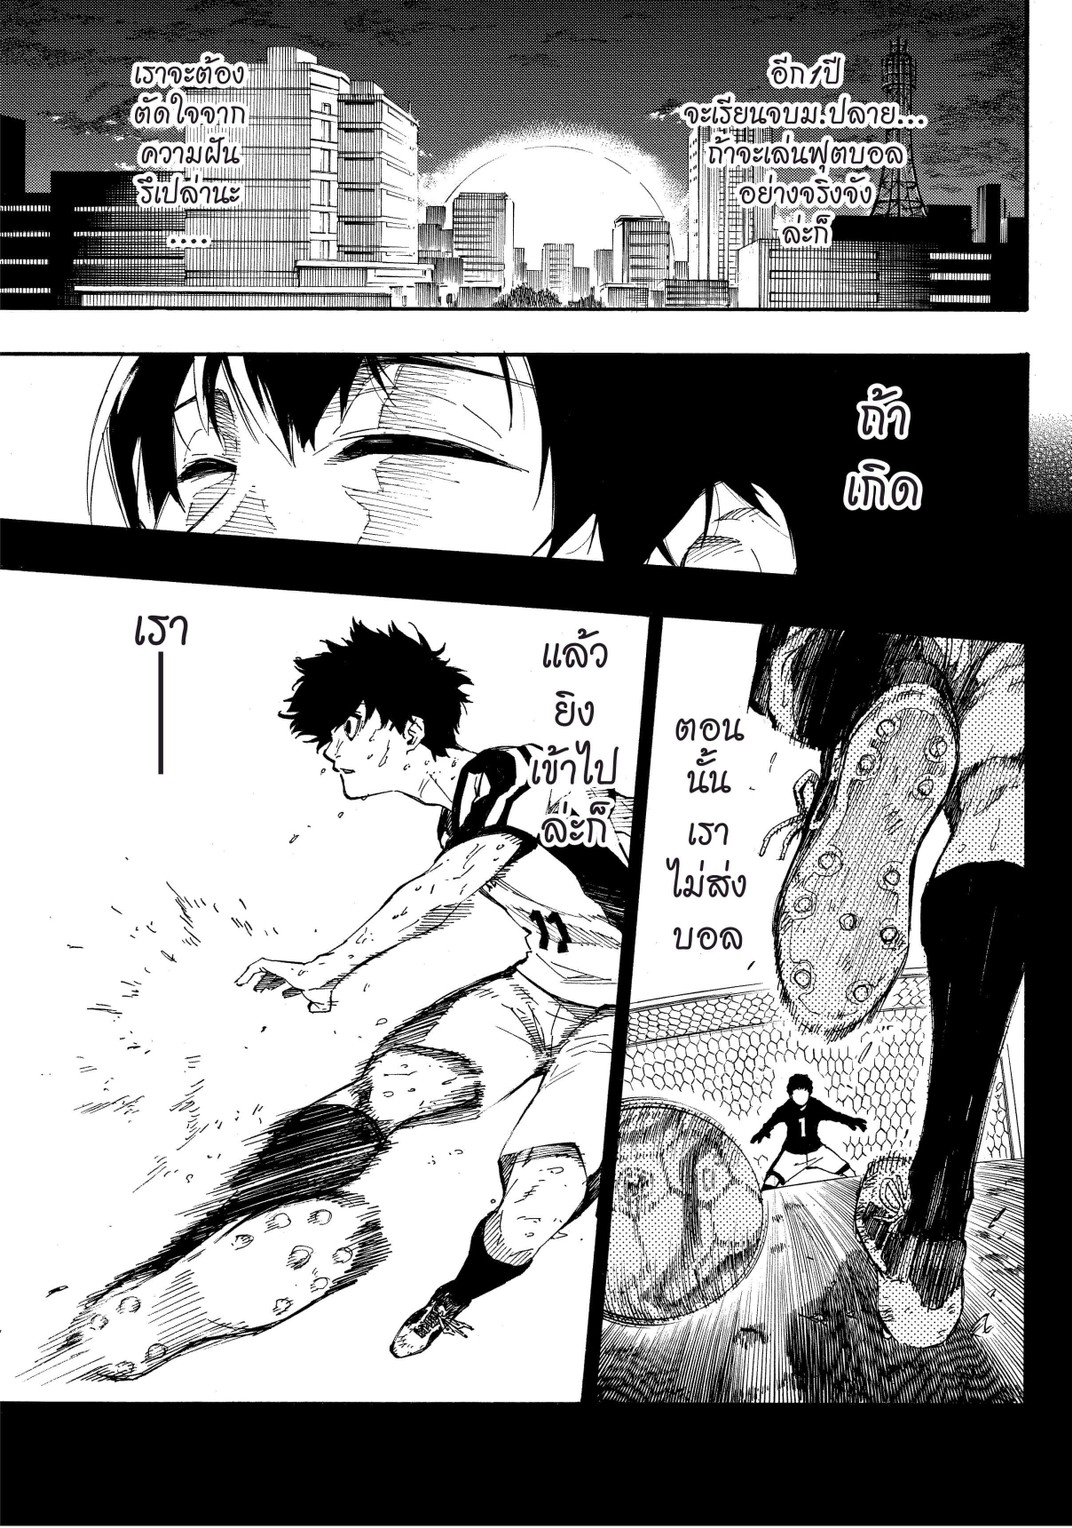 อีก 1 ปี
จะเรียนจบม.ปลาย...
ถ้าจะเล่นฟุตบอล
อย่างจริงจัง
ล่ะก็
เราจะต้อง
ตัดใจจาก
ความฝัน
รึเปล่านะ
.....
ถ้า
เกิด
ตอน
นั้น
เรา
ไม่ส่ง
บอล
1
แล้ว
ยิง
เข้าไป
ล่ะก็
11
เรา